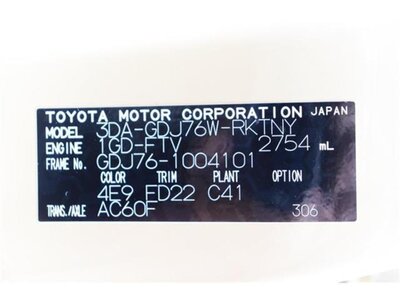 TOYOTA MOTOR CORPORATION JAPAN
MODEL 3DA-GDJ76W-RKTNY
ENGINE 1GD-FTV 2754 mL
FRAME No. GDJ76-1004101
COLOR TRIM PLANT OPTION
4E9 FD22 C41
TRANS./AXLE AC60F 306